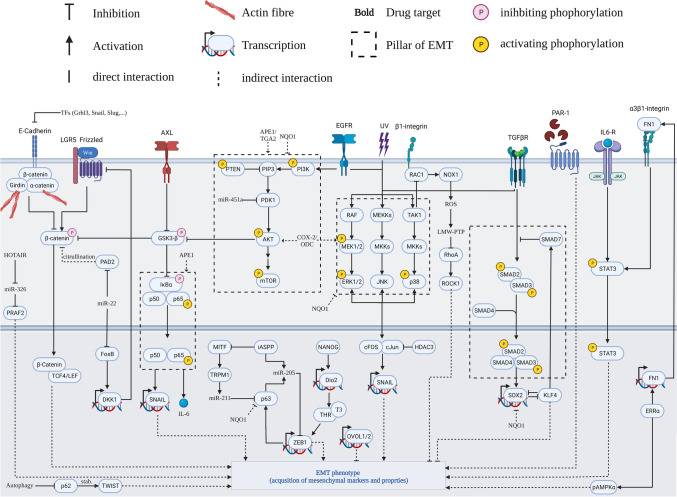 Inhibition
Actin fibre
Bold Drug target
P inihbiting phophorylation
Activation
Transcription
Pillar of EMT
P activating phophorylation
direct interaction
indirect interaction
TFs (Grhl3, Snail, Slug,...)
E-Cadherin
LGR5 Frizzled
Wnt
AXL
APE1/
TGA2
NQO1
EGFR
UV
β1-integrin
TGFβR
PAR-1
IL6-R
α3β1-integrin
FN1
JAK JAK
β-catenin
Girdin α-catenin
PTEN PIP3 PI3K
RAC1 NOX1
miR-451a PDK1
ROS
RAF MEKKs TAK1
β-catenin
GSK3-β
AKT
COX-2/
ODC
MEK1/2 MKKs MKKs
LMW-PTP
SMAD7
citrullination
HOTAIR
PAD2
APE1
RhoA
SMAD2
SMAD3
STAT3
miR-326
IκBα
mTOR
ERK1/2 JNK p38
ROCK1
p50 p65
PRAF2
miR-22
NQO1
SMAD4
FoxB
MITF iASPP
NANOG
cFOS cJun HDAC3
p50 p65
SMAD2
SMAD4 SMAD3
STAT3
β-Catenin
TCF4/LEF
TRPM1
miR-205
Dio2
SNAIL
FN1
DKK1
SNAIL
IL-6
miR-211
p63
T3
THR
SOX2 KLF4
NQO1
NQO1
ERRα
ZEB1
OVOL1/2
EMT phenotype
(acqusition of mesenchymal markers and proprties)
Autophagy p62 stab. TWIST
pAMPKα